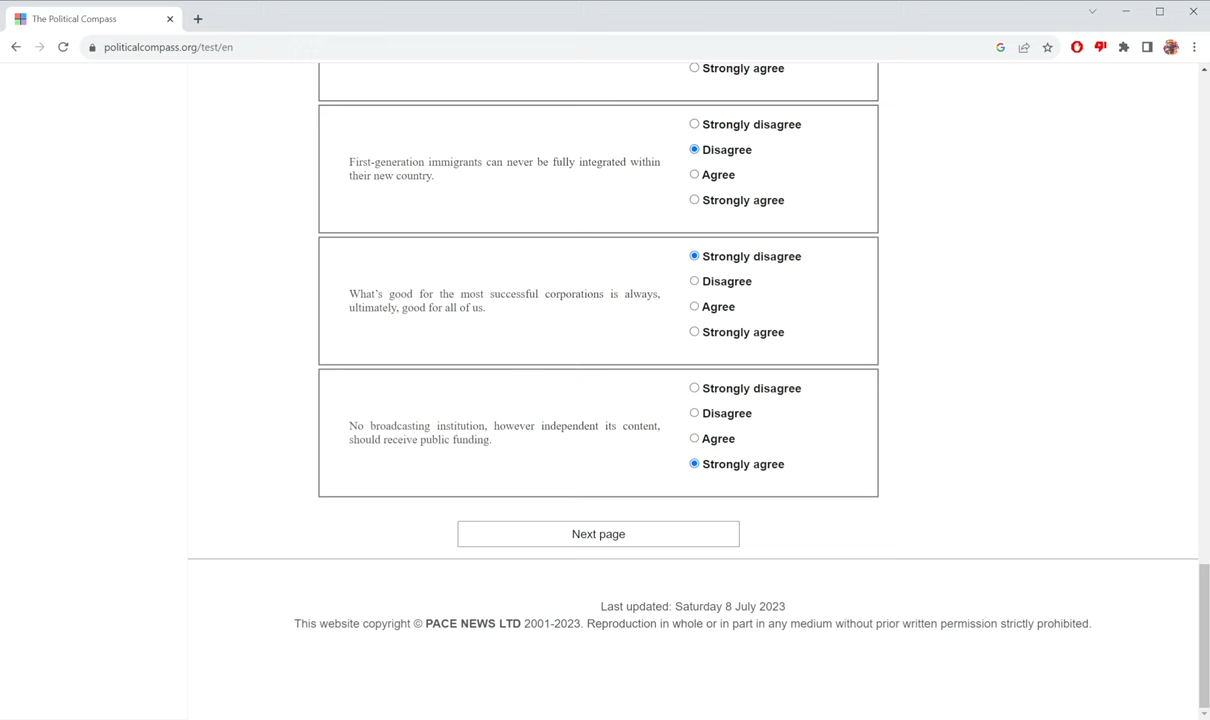 The Political Compass
politicalcompass.org/test/en
Strongly agree
Strongly disagree
Disagree
First-generation immigrants can never be fully integrated within
their new country.
Agree
Strongly agree
Strongly disagree
Disagree
What's good for the most successful corporations is always,
ultimately, good for all of us.
Agree
Strongly agree
Strongly disagree
Disagree
No broadcasting institution, however independent its content,
should receive public funding.
Agree
Strongly agree
Next page
Last updated: Saturday 8 July 2023
This website copyright © PACE NEWS LTD 2001-2023. Reproduction in whole or in part in any medium without prior written permission strictly prohibited.